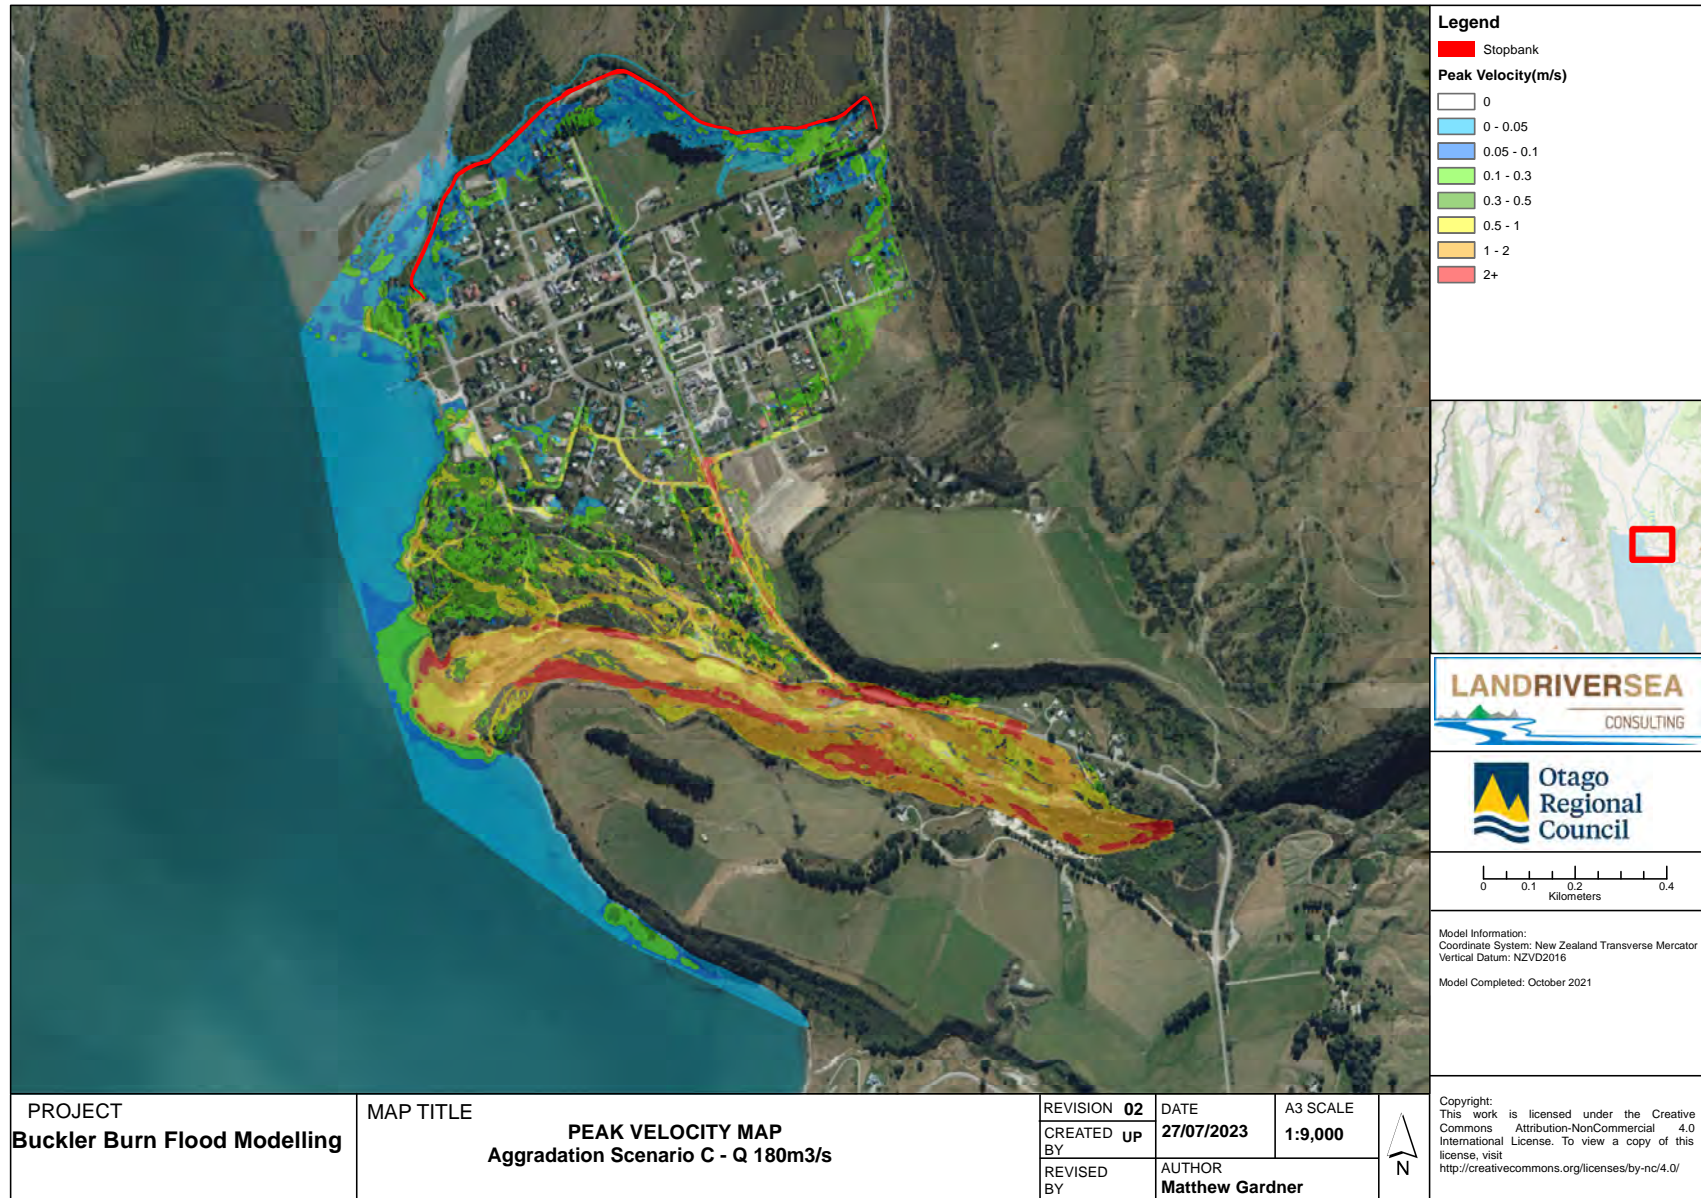 Legend
Stopbank
Peak Velocity(m/s)
0
0 - 0.05
0.05 - 0.1
0.1 - 0.3
0.3 - 0.5
0.5 - 1
1 - 2
2+
LANDRIVERSEA
CONSULTING
Otago
Regional
Council
0 0.1 0.2 0.4
Kilometers
Model Information:
Coordinate System: New Zealand Transverse Mercator
Vertical Datum: NZVD2016
Model Completed: October 2021
Copyright:
This work is licensed under the Creative
Commons Attribution-NonCommercial 4.0
International License. To view a copy of this
license, visit
http://creativecommons.org/licenses/by-nc/4.0/
PROJECT
Buckler Burn Flood Modelling
MAP TITLE
PEAK VELOCITY MAP
Aggradation Scenario C - Q 180m3/s
REVISION 02
CREATED BY UP
REVISED
BY
DATE
27/07/2023
A3 SCALE
1:9,000
AUTHOR
Matthew Gardner
N